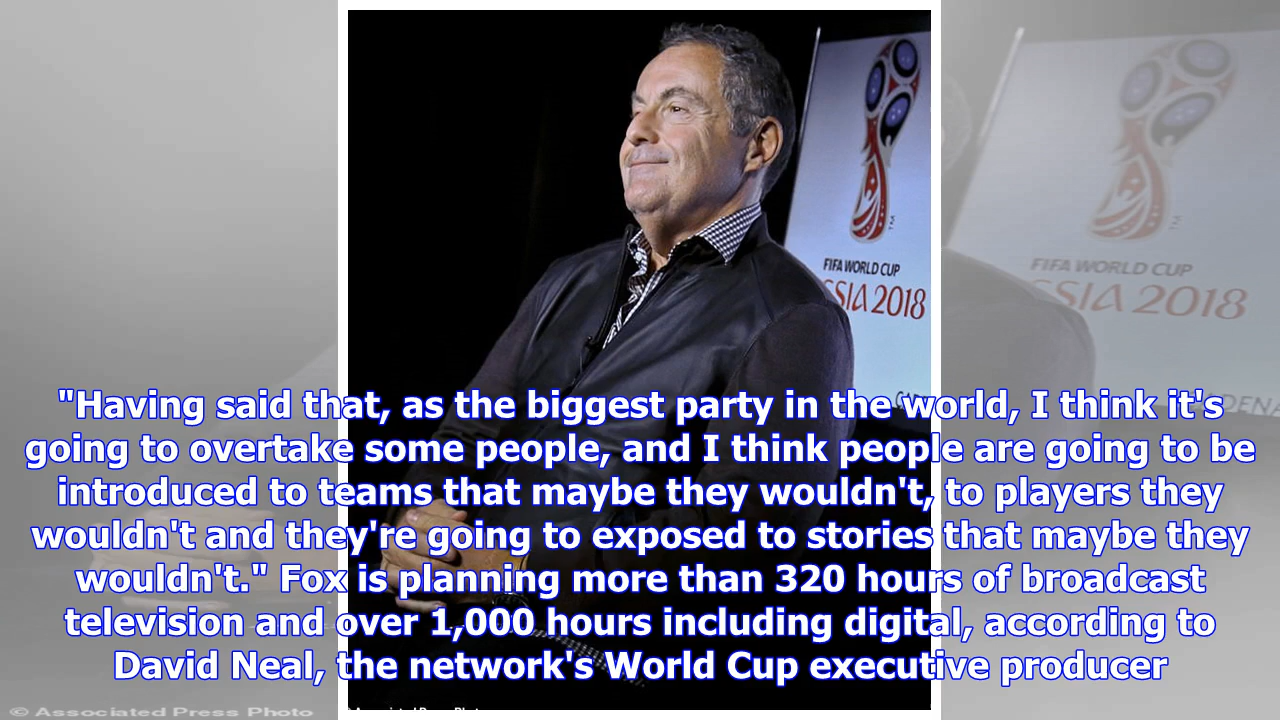 FIFA WORLD CUP
SSIA 2018
FIFA WORLD CUP
SSIA 2018
"Having said that, as the biggest party in the world, I think it's
going to overtake some people, and I think people are going to be
introduced to teams that maybe they wouldn't, to players they
wouldn't and they're going to exposed to stories that maybe they
wouldn't." Fox is planning more than 320 hours of broadcast
television and over 1,000 hours including digital, according to
David Neal, the network's World Cup executive producer
© Associated Press Photo